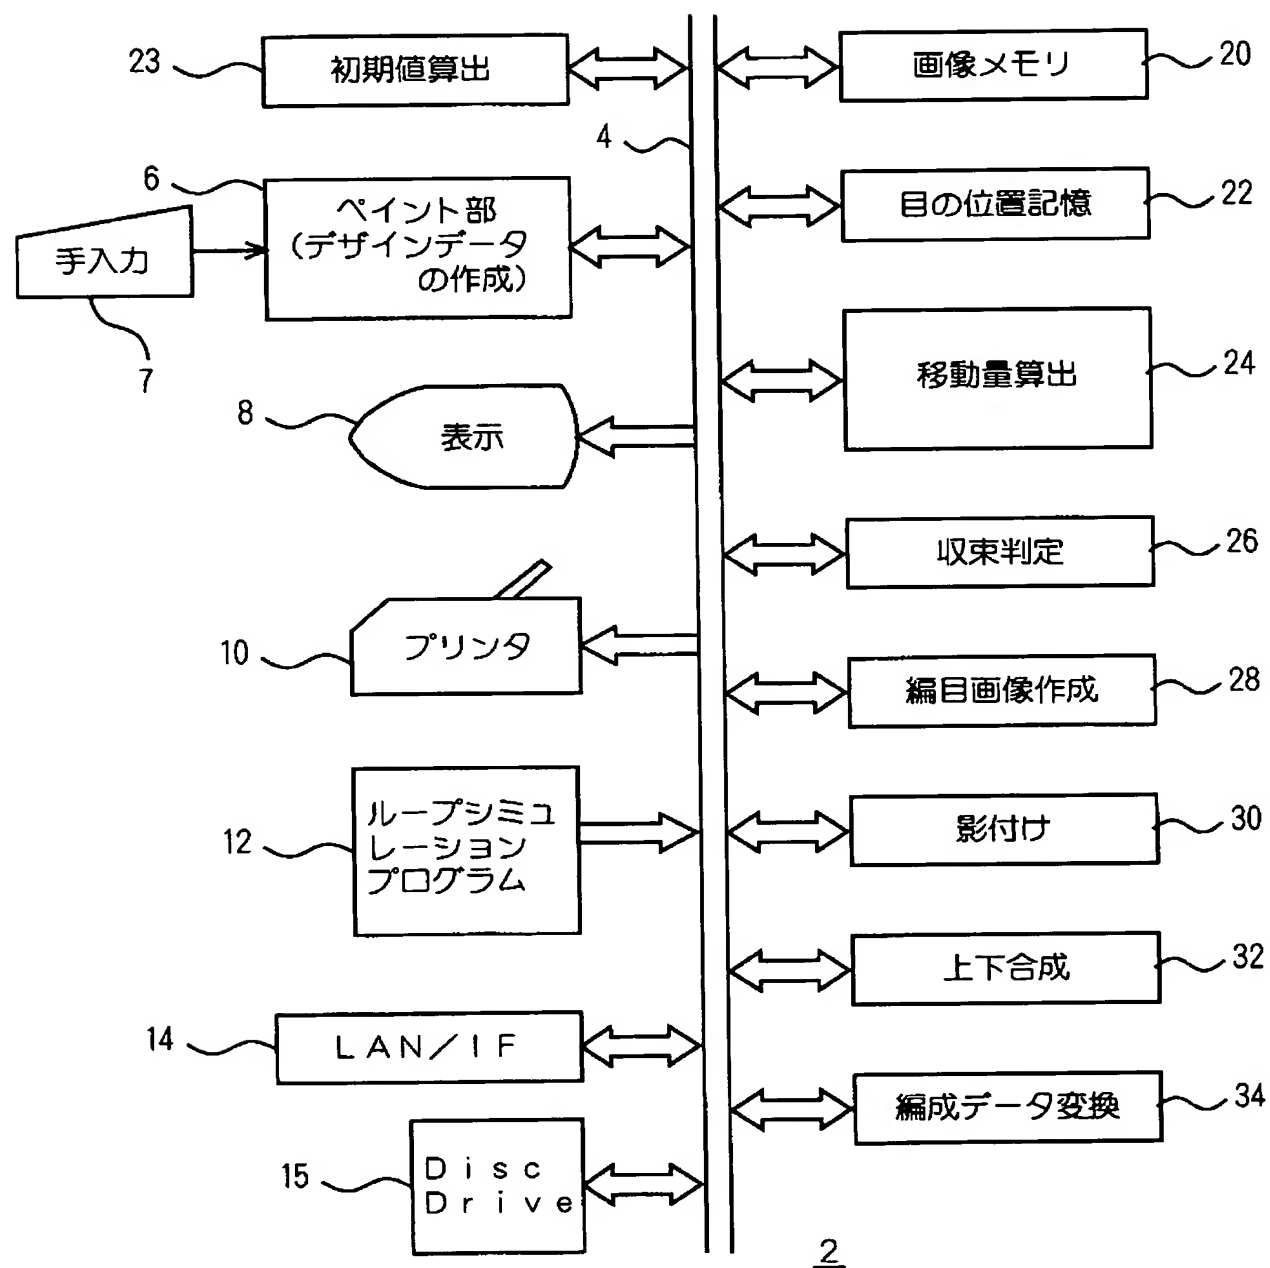 23
初期値算出
4
6
ペイント部
(デザインデータ
の作成)
手入力
7
8
表示
10
プリンタ
12
ループシミュ
レーション
プログラム
14
LAN/IF
15
Disc
Drive
画像メモリ
20
目の位置記憶
22
移動量算出
24
収束判定
26
編目画像作成
28
影付け
30
上下合成
32
編成データ変換
34
2